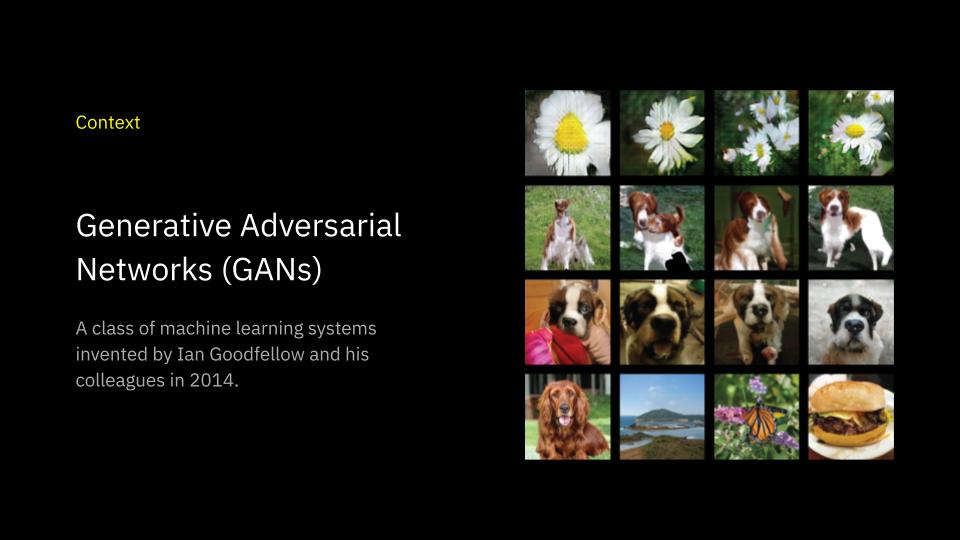 Context
Generative Adversarial
Networks (GANs)
A class of machine learning systems
invented by Ian Goodfellow and his
colleagues in 2014.